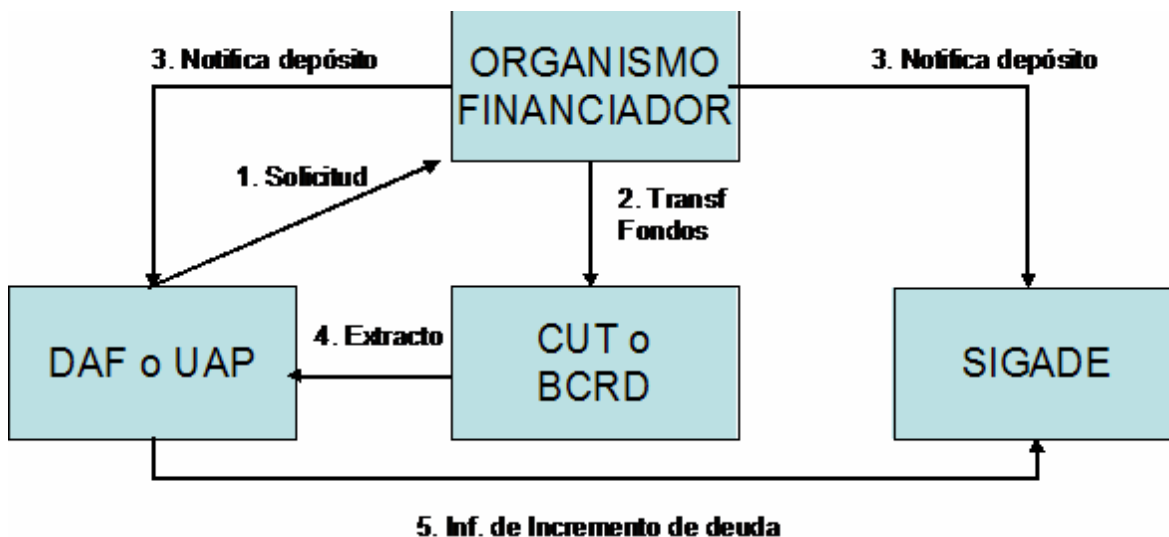 3. Notifica depósito
ORGANISMO
FINANCIADOR
3. Notifica depósito
1. Solicitud
2. Transf
Fondos
DAF o UAP
4. Extracto
CUT o
BCRD
SIGADE
5. Inf. de Incremento de deuda